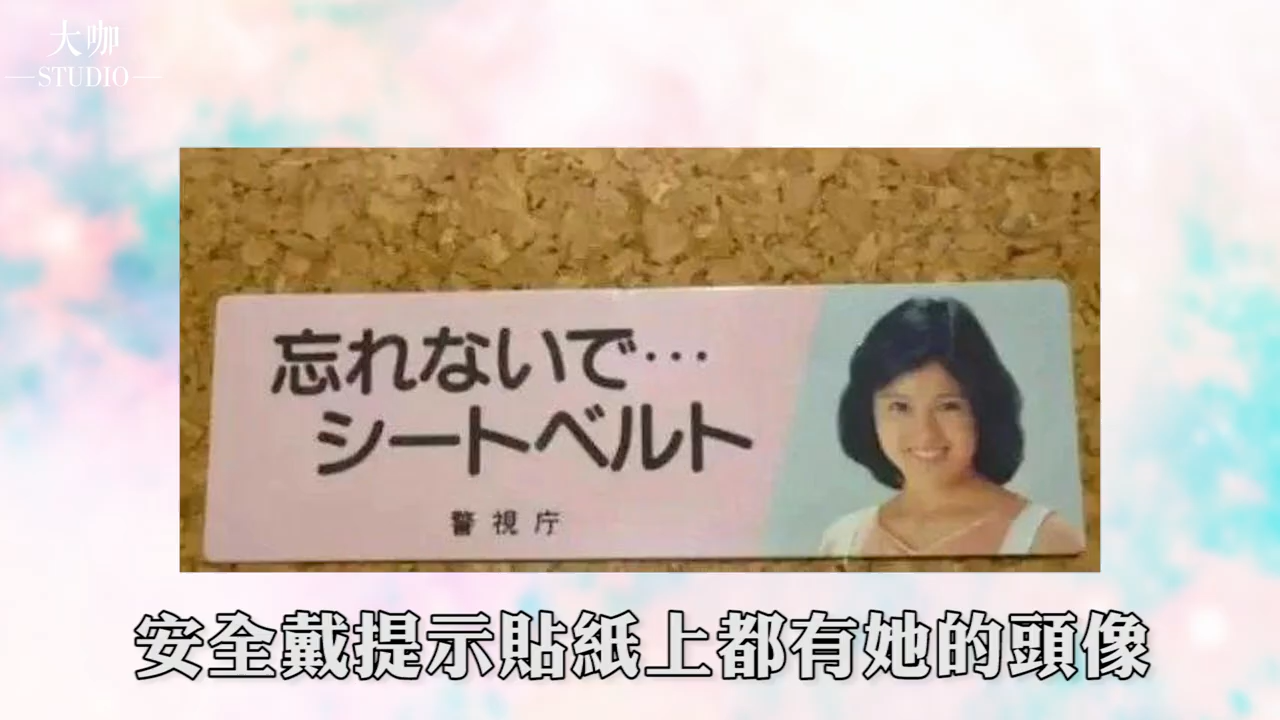 大咖
STUDIO
忘れないで…
シートベルト
警視庁
安全戴提示貼紙上都有她的頭像